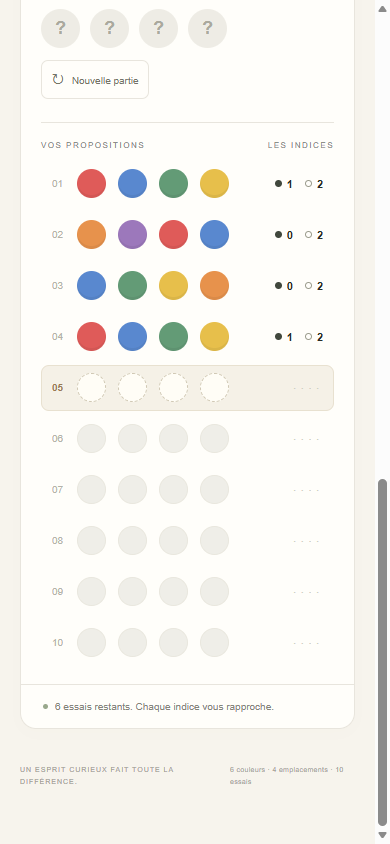 ? ? ? ?
Nouvelle partie
VOS PROPOSITIONS LES INDICES
01 1 2
02 0 2
03 0 2
04 1 2
05 · · · ·
06 · · · ·
07 · · · ·
08 · · · ·
09 · · · ·
10 · · · ·
6 essais restants. Chaque indice vous rapproche.
UN ESPRIT CURIEUX FAIT TOUTE LA
DIFFÉRENCE.
6 couleurs · 4 emplacements · 10
essais